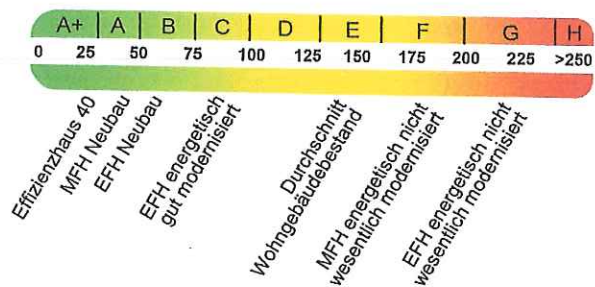 A+ A B C D E F G H
0 25 50 75 100 125 150 175 200 225 >250
Effizienzhaus 40
MFH Neubau
EFH Neubau
EFH energetisch
gut modernisiert
Durchschnitt
Wohngebäudebestand
MFH energetisch nicht
wesentlich modernisiert
EFH energetisch nicht
wesentlich modernisiert